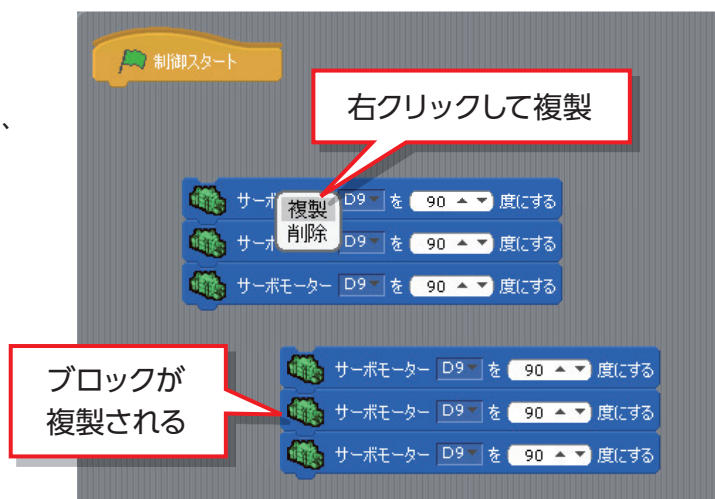 制御スタート
、
右クリックして複製
サーボ D9 を 90 度にする
複製
サーボ D9 を 90 度にする
削除
サーボモーター D9 を 90 度にする
サーボモーター D9 を 90 度にする
ブロックが
複製される
サーボモーター D9 を 90 度にする
サーボモーター D9 を 90 度にする